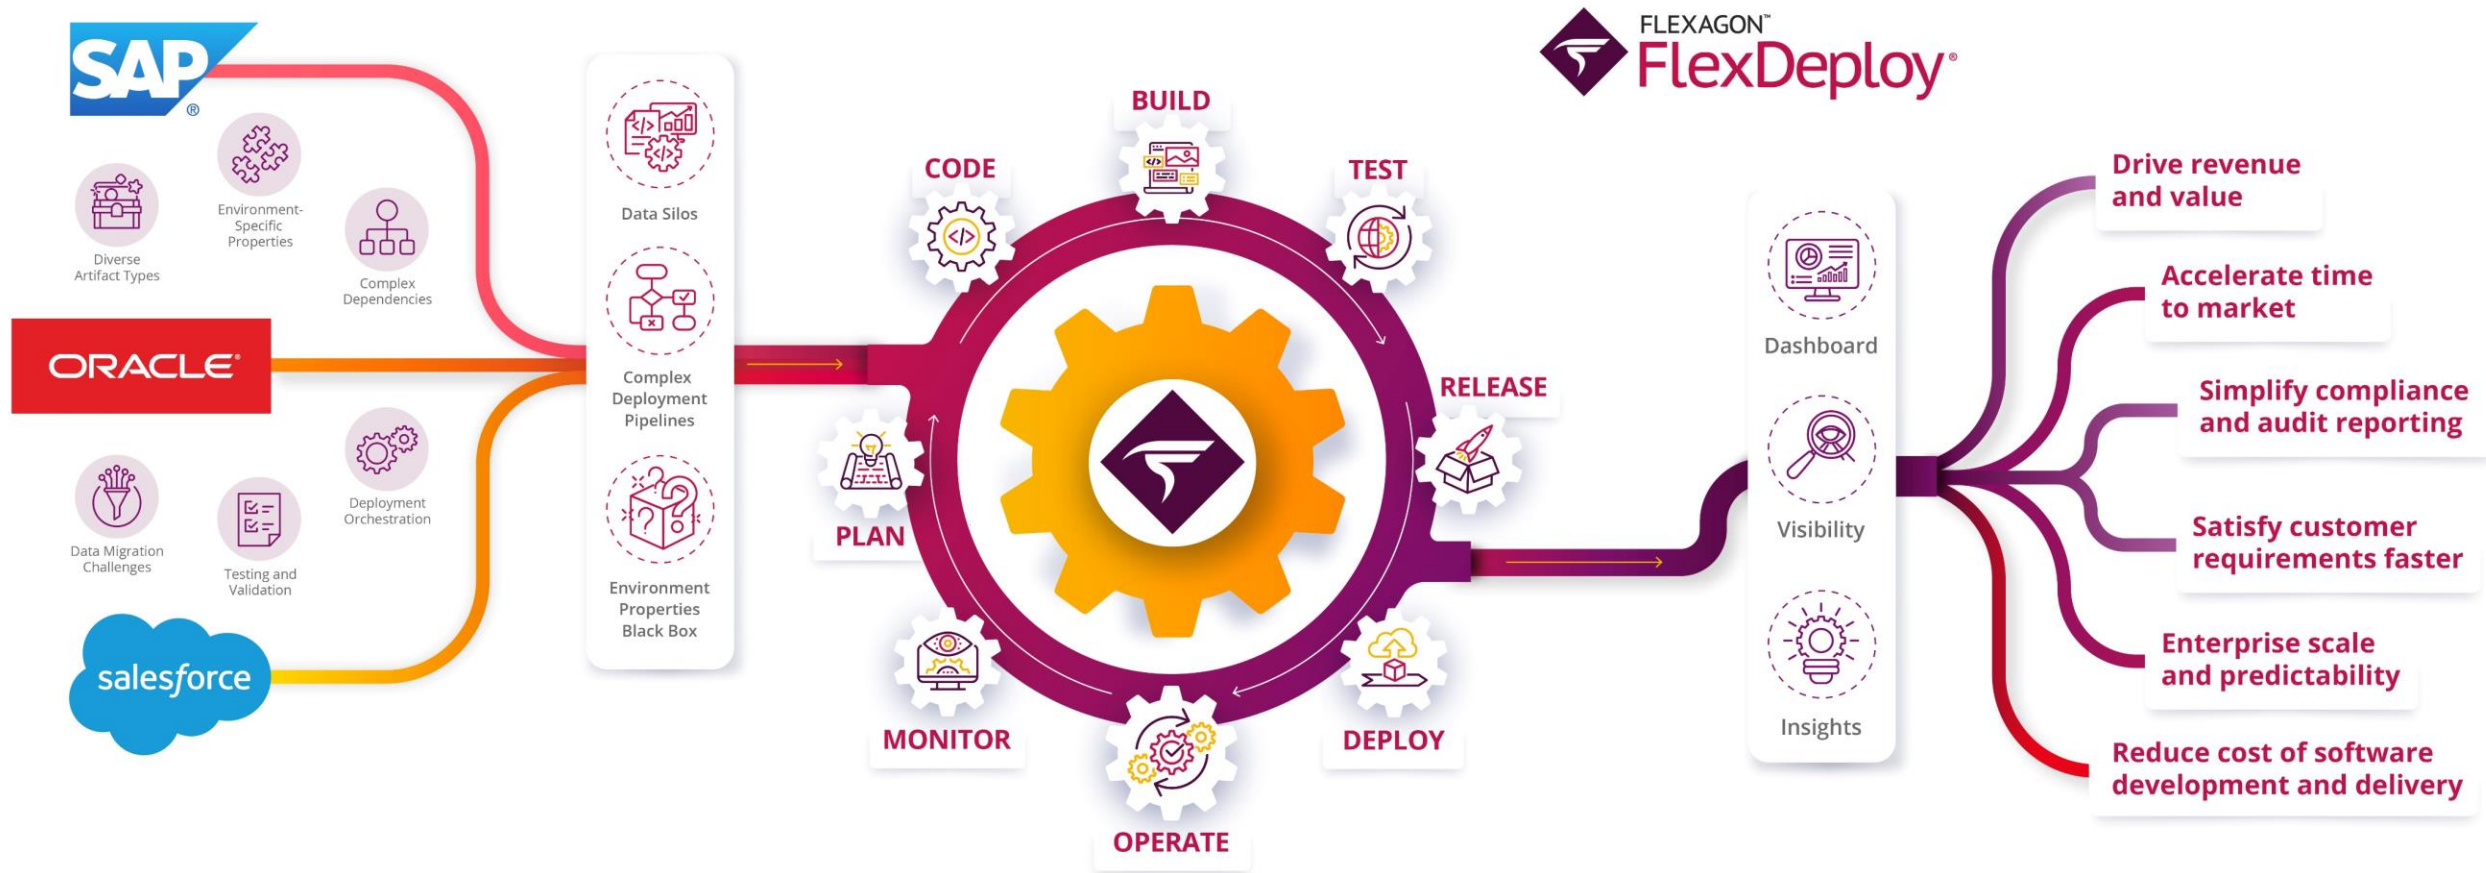 SAP
®
Diverse
Artifact Types
Environment-
Specific
Properties
Complex
Dependencies
ORACLE®
Data Migration
Challenges
Testing and
Validation
Deployment
Orchestration
salesforce
Data Silos
Complex
Deployment
Pipelines
Environment
Properties
Black Box
PLAN
CODE
BUILD
TEST
RELEASE
DEPLOY
OPERATE
MONITOR
FLEXAGON™
FlexDeploy®
Dashboard
Visibility
Insights
Drive revenue
and value
Accelerate time
to market
Simplify compliance
and audit reporting
Satisfy customer
requirements faster
Enterprise scale
and predictability
Reduce cost of software
development and delivery